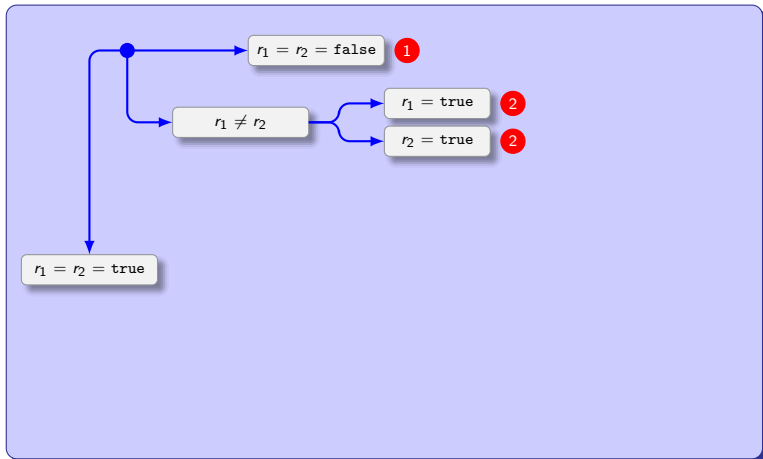 r₁ = r₂ = false 1
r₁ = true 2
r₁ ≠ r₂
r₂ = true 2
r₁ = r₂ = true